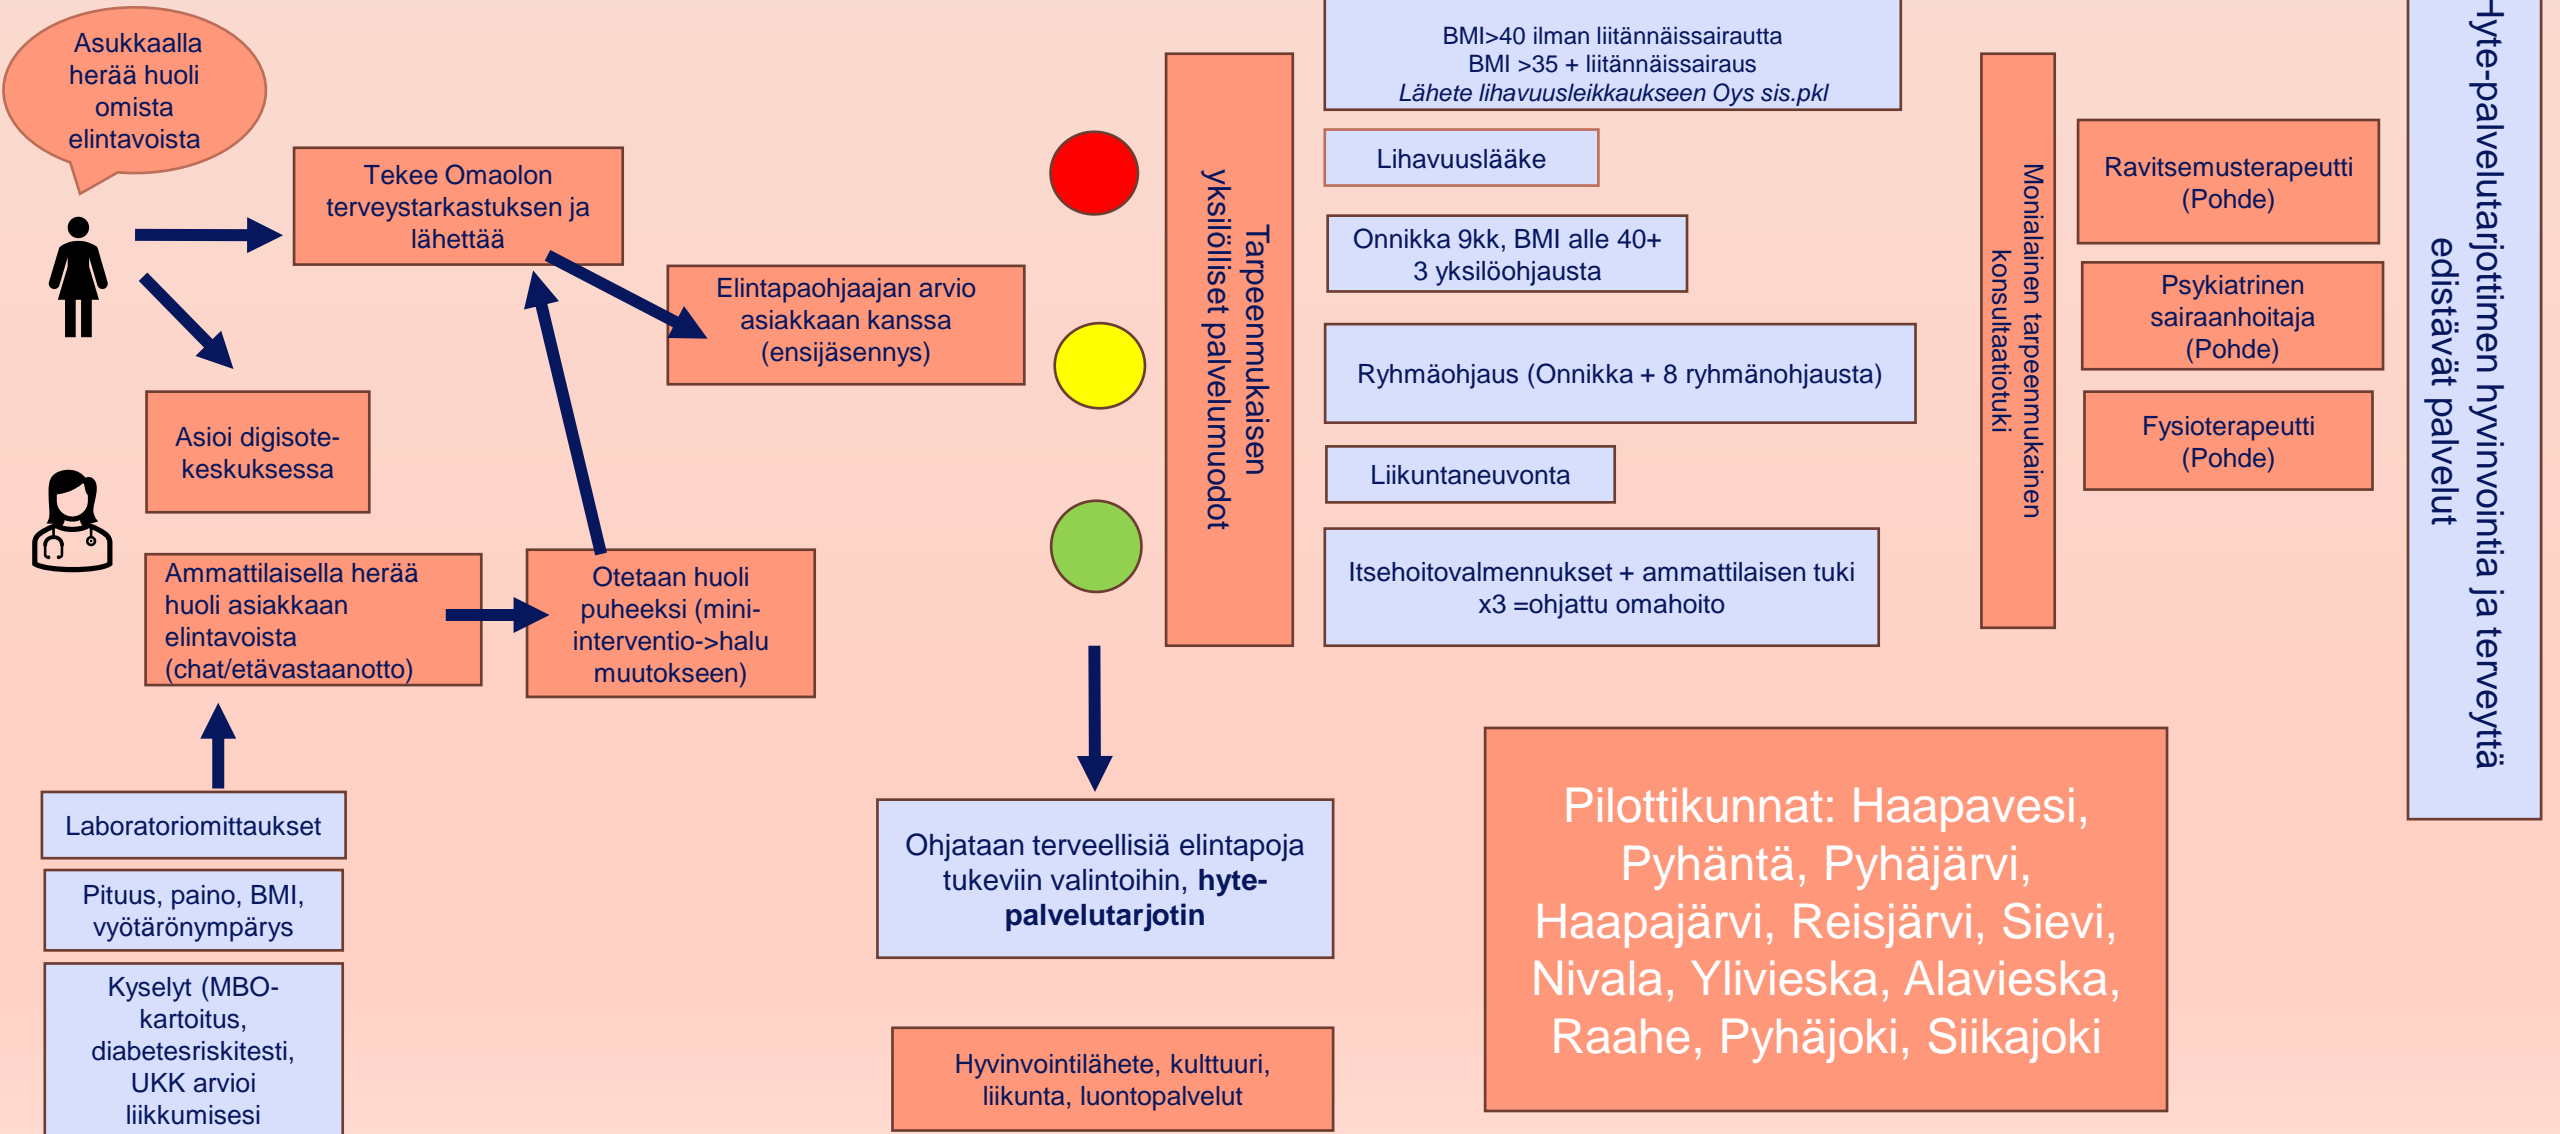 Asukkaalla
herää huoli
omista
elintavoista
Tekee Omaolon
terveystarkastuksen ja
lähettää
Elintapaohjaajan arvio
asiakkaan kanssa
(ensijäsennys)
Asioi digisote-
keskuksessa
Ammattilaisella herää
huoli asiakkaan
elintavoista
(chat/etävastaanotto)
Otetaan huoli
puheeksi (mini-
interventio->halu
muutokseen)
Laboratoriomittaukset
Pituus, paino, BMI,
vyötärönympärys
Kyselyt (MBO-
kartoitus,
diabetesriskitesti,
UKK arvioi
liikkumisesi
Tarpeenmukaisen
yksilölliset palvelumuodot
BMI>40 ilman liitännäissairautta
BMI >35 + liitännäissairaus
Lähete lihavuusleikkaukseen Oys sis.pkl
Lihavuuslääke
Onnikka 9kk, BMI alle 40+
3 yksilöohjausta
Ryhmäohjaus (Onnikka + 8 ryhmänohjausta)
Liikuntaneuvonta
Itsehoitovalmennukset + ammattilaisen tuki
x3 =ohjattu omahoito
Ohjataan terveellisiä elintapoja
tukeviin valintoihin, hyte-
palvelutarjotin
Hyvinvointilähete, kulttuuri,
liikunta, luontopalvelut
Monialainen tarpeenmukainen
konsultaatiotuki
Ravitsemusterapeutti
(Pohde)
Psykiatrinen
sairaanhoitaja
(Pohde)
Fysioterapeutti
(Pohde)
Hyte-palvelutarjottimen hyvinvointia ja terveyttä
edistävät palvelut
Pilottikunnat: Haapavesi,
Pyhäntä, Pyhäjärvi,
Haapajärvi, Reisjärvi, Sievi,
Nivala, Ylivieska, Alavieska,
Raahe, Pyhäjoki, Siikajoki